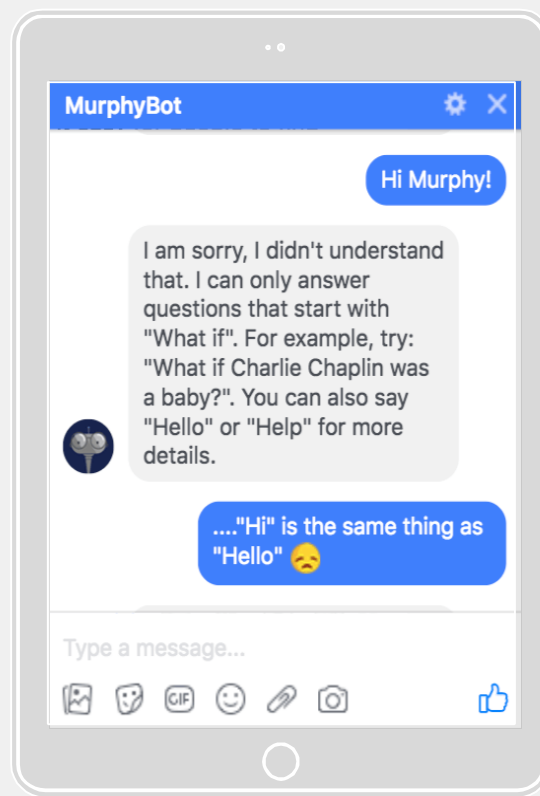 MurphyBot
Hi Murphy!
I am sorry, I didn't understand
that. I can only answer
questions that start with
"What if". For example, try:
"What if Charlie Chaplin was
a baby?". You can also say
"Hello" or "Help" for more
details.
...."Hi" is the same thing as
"Hello" 😞
Type a message...
GIF